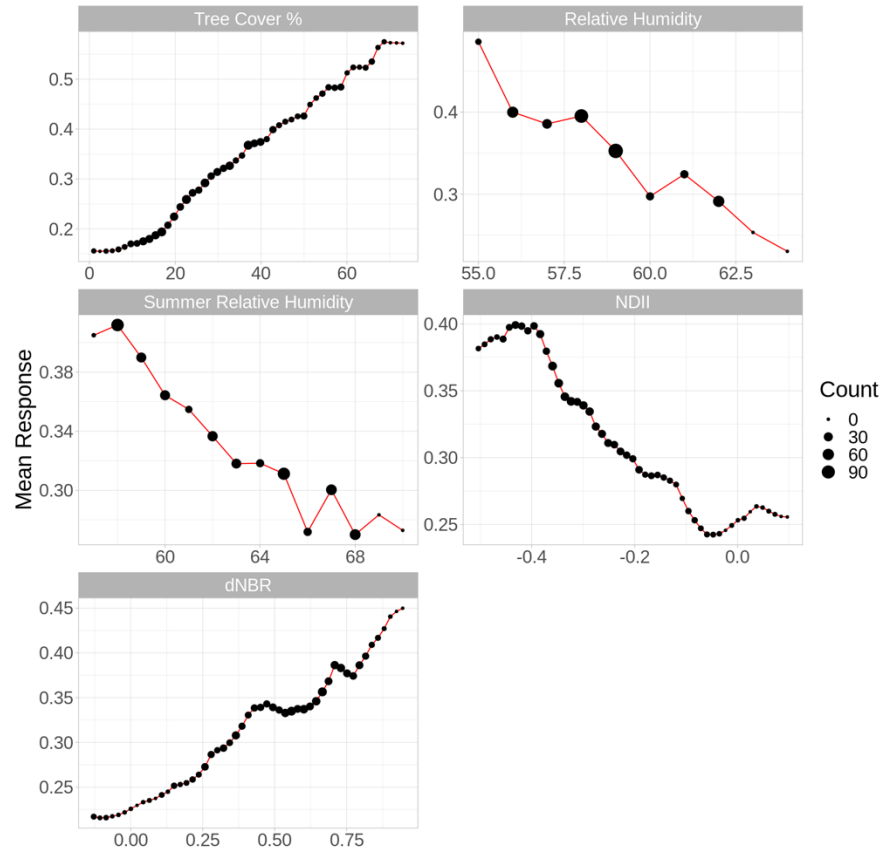 Tree Cover %
Relative Humidity
0.5
0.4
0.3
0.2
0 20 40 60
0.4
0.3
55.0 57.5 60.0 62.5
Summer Relative Humidity
NDII
Mean Response
0.38
0.34
0.30
60 64 68
0.40
0.35
0.30
0.25
-0.4 -0.2 0.0
Count
0
30
60
90
dNBR
0.45
0.40
0.35
0.30
0.25
0.00 0.25 0.50 0.75